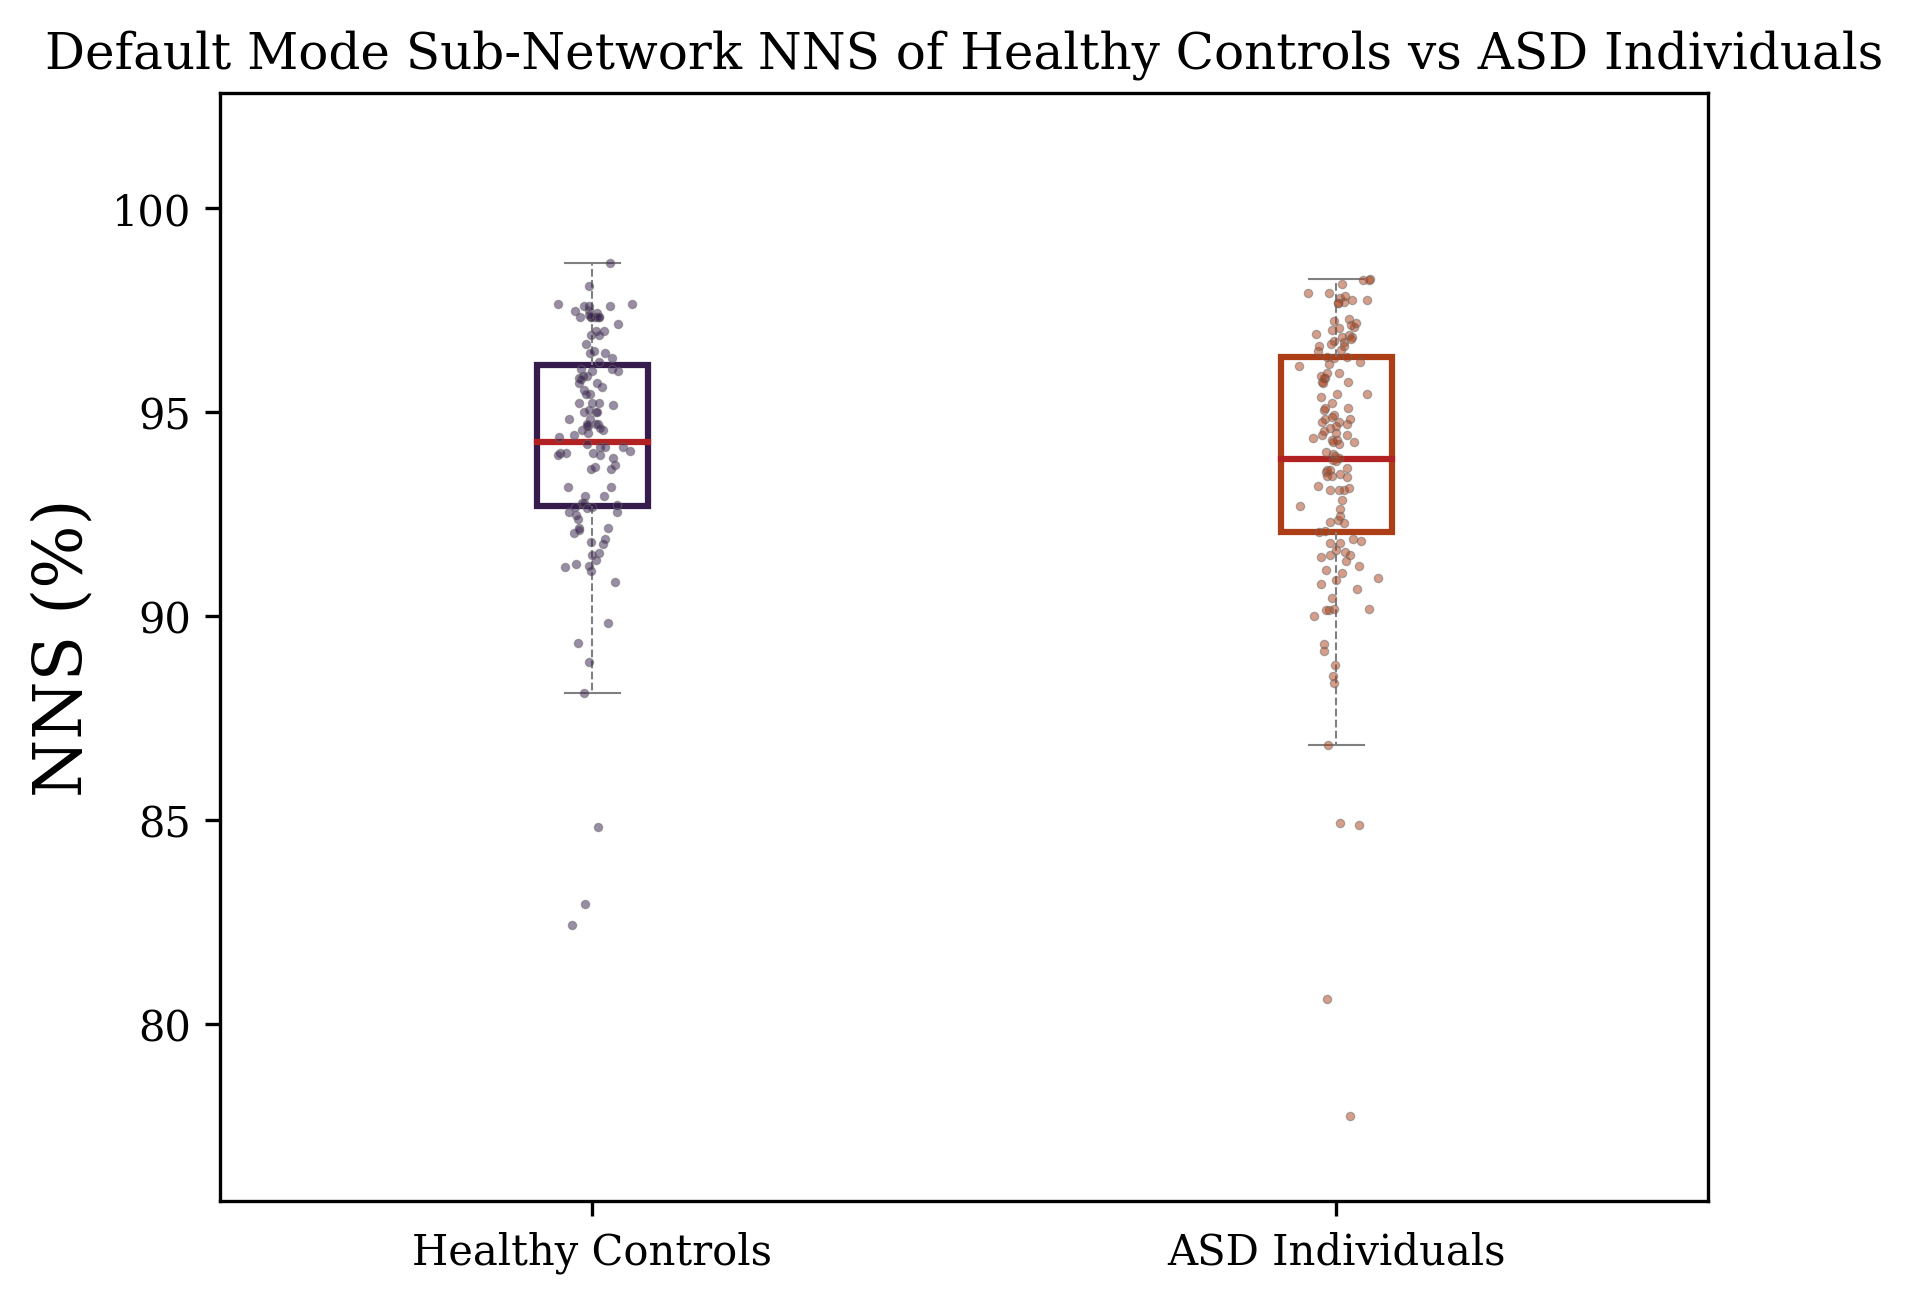 Default Mode Sub-Network NNS of Healthy Controls vs ASD Individuals
NNS (%)
100
95
90
85
80
Healthy Controls
ASD Individuals